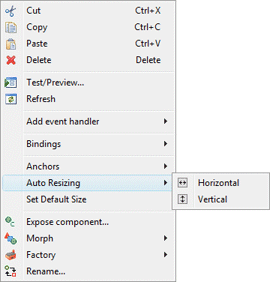 Cut Ctrl+X
Copy Ctrl+C
Paste Ctrl+V
Delete Delete
Test/Preview...
Refresh
Add event handler
Bindings
Anchors
Auto Resizing
Horizontal
Set Default Size
Vertical
Expose component...
Morph
Factory
Rename...